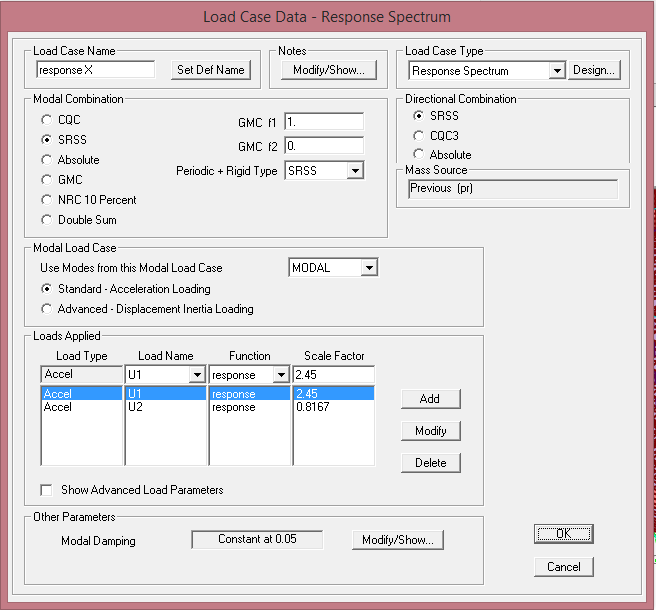 Load Case Data - Response Spectrum
Load Case Name
response X
Set Def Name
Notes
Modify/Show...
Load Case Type
Response Spectrum
Design...
Modal Combination
CQC
SRSS
Absolute
GMC
NRC 10 Percent
Double Sum
GMC f1
1.
GMC f2
0.
Periodic + Rigid Type
SRSS
Directional Combination
SRSS
CQC3
Absolute
Mass Source
Previous (pr)
Modal Load Case
Use Modes from this Modal Load Case
MODAL
Standard - Acceleration Loading
Advanced - Displacement Inertia Loading
Loads Applied
Load Type Load Name Function Scale Factor
Accel U1 response 2.45
Accel U1 response 2.45
Accel U2 response 0.8167
Add
Modify
Delete
Show Advanced Load Parameters
Other Parameters
Modal Damping
Constant at 0.05
Modify/Show...
OK
Cancel